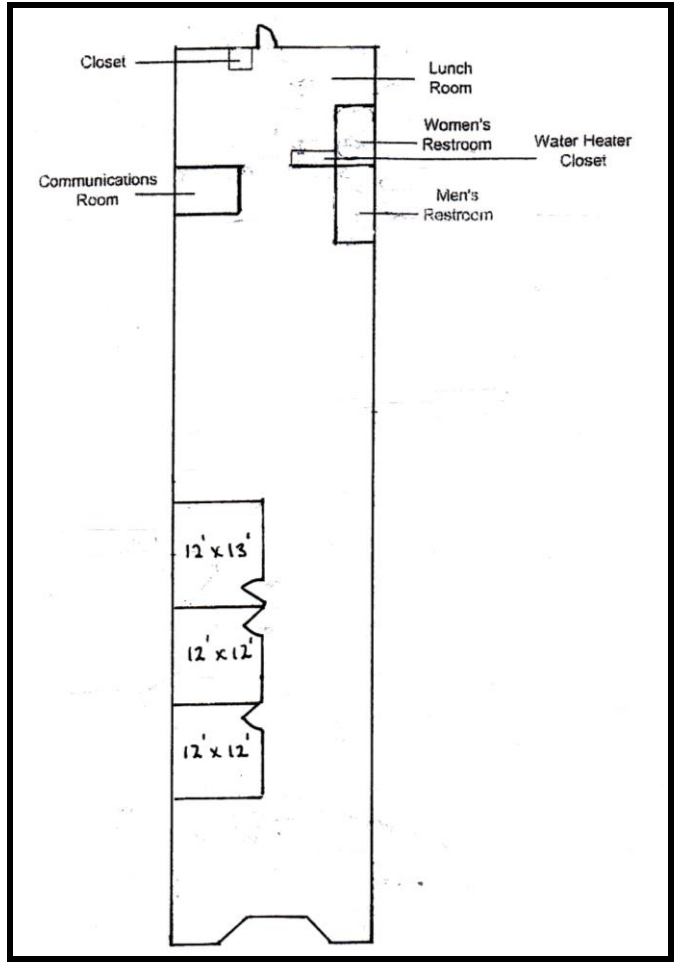 Closet
Lunch
Room
Women's
Restroom
Water Heater
Closet
Communications
Room
Men's
Restroom
12' x 13'
12' x 12'
12' x 12'